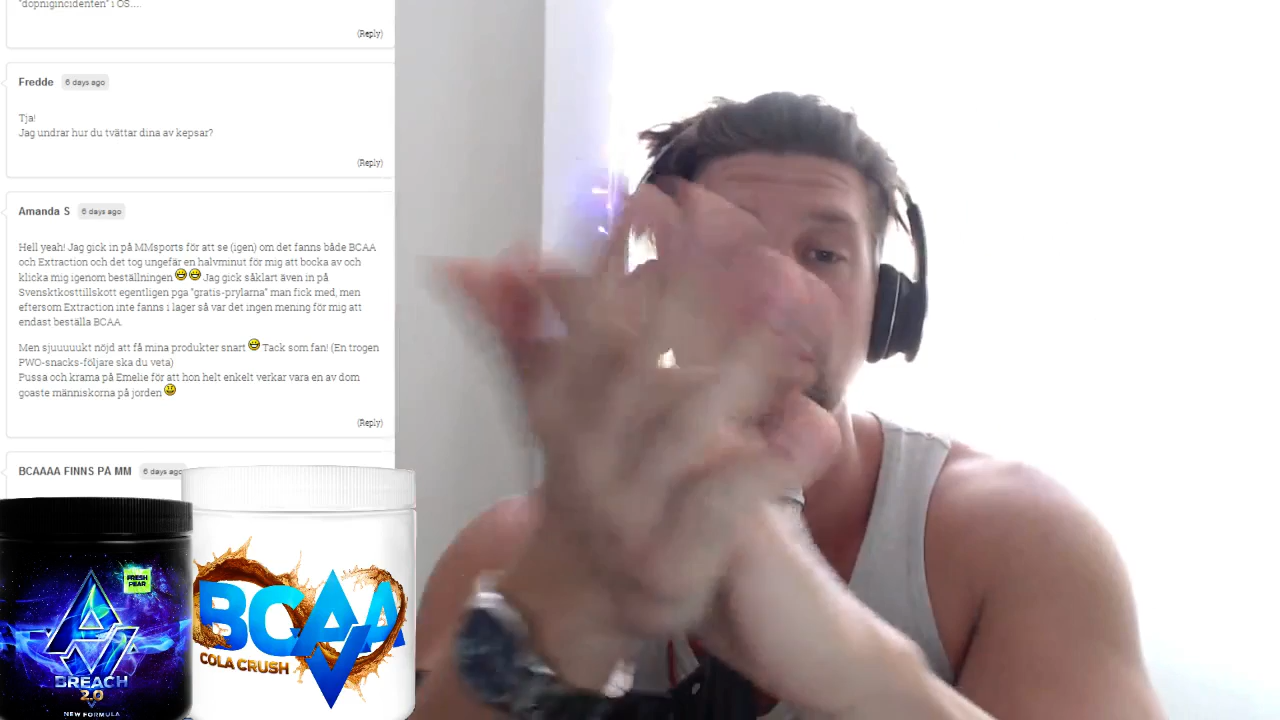 "dopnigincidenten" i OS....
(Reply)
Fredde 6 days ago
Tja!
Jag undrar hur du tvättar dina av kepsar?
(Reply)
Amanda S 6 days ago
Hell yeah! Jag gick in på MMsports för att se (igen) om det fanns både BCAA
och Extraction och det tog ungefär en halvminut för mig att bocka av och
klicka mig igenom beställningen Jag gick såklart även in på
Svensktkosttillskott egentligen pga "gratis-prylarna" man fick med, men
eftersom Extraction inte fanns i lager så var det ingen mening för mig att
endast beställa BCAA.
Men sjuuuuukt nöjd att få mina produkter snart Tack som fan! (En trogen
PWO-snacks-följare ska du veta)
Pussa och krama på Emelie för att hon helt enkelt verkar vara en av dom
goaste människorna på jorden
(Reply)
BCAAAA FINNS PÅ MM 6 days ago
FRESH
PEAR
BREACH
2.0
NEW FORMULA
BCAA
COLA CRUSH